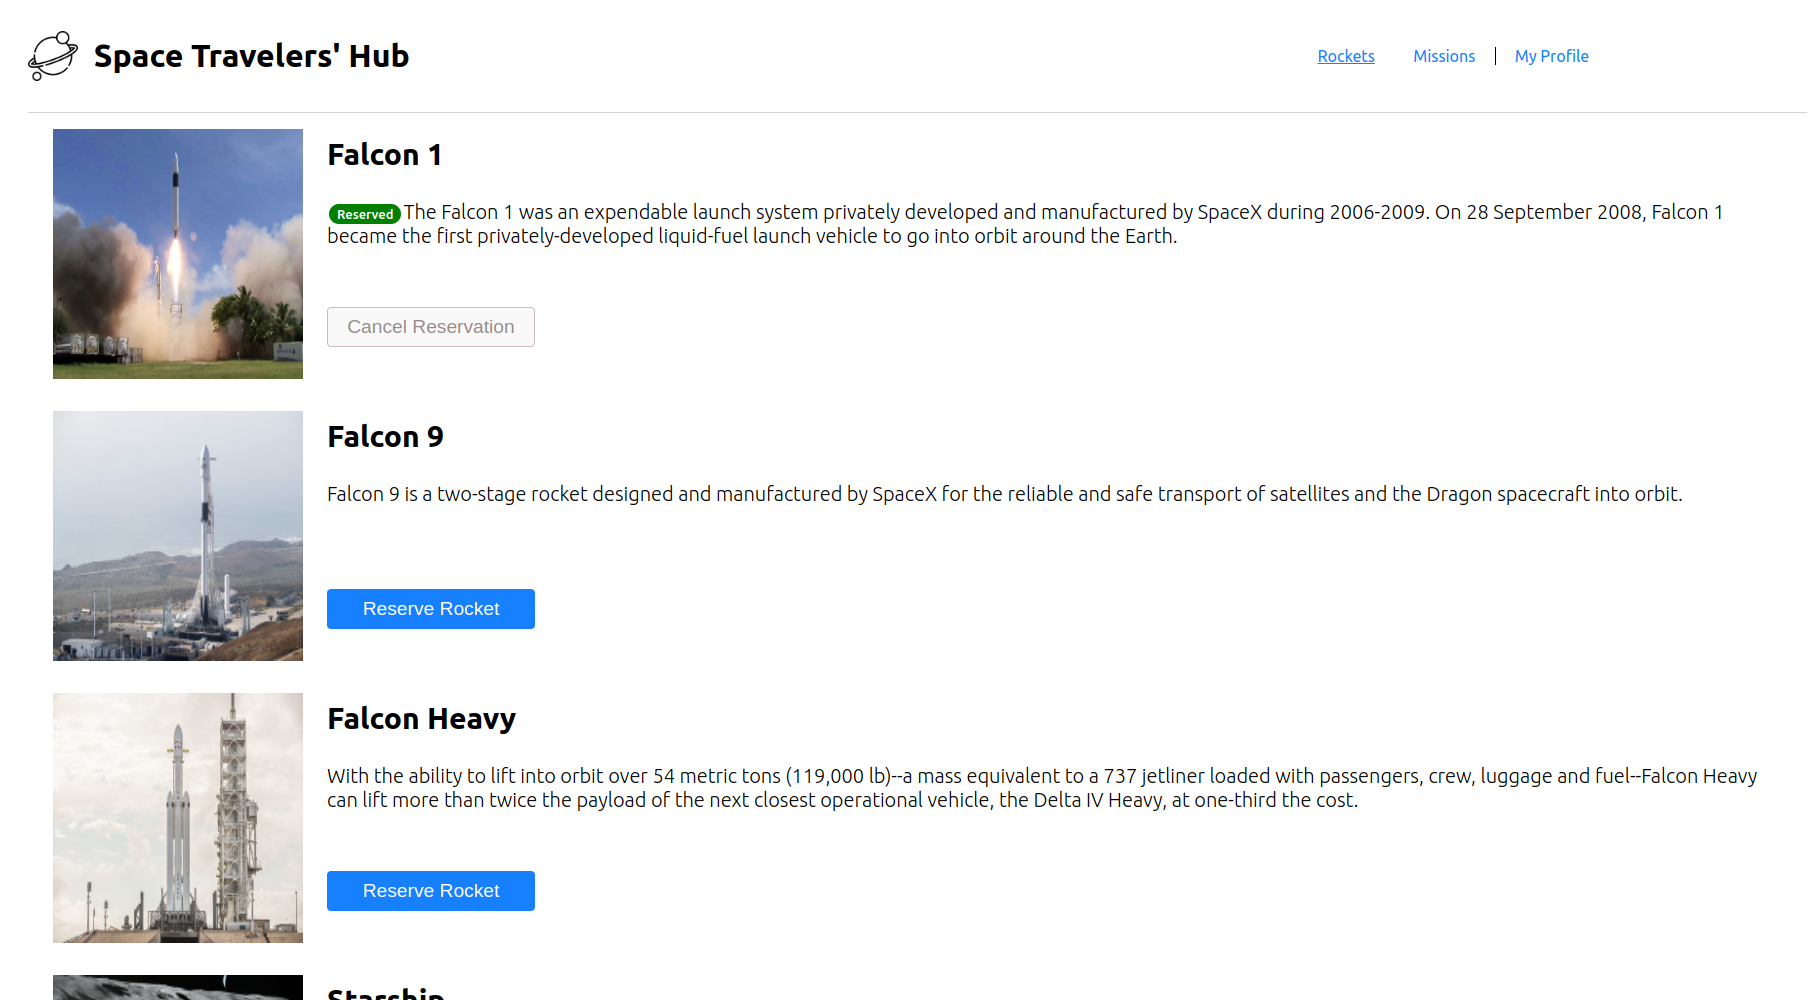 Space Travelers' Hub
Rockets
Missions
My Profile
Falcon 1
Reserved The Falcon 1 was an expendable launch system privately developed and manufactured by SpaceX during 2006-2009. On 28 September 2008, Falcon 1
became the first privately-developed liquid-fuel launch vehicle to go into orbit around the Earth.
Cancel Reservation
Falcon 9
Falcon 9 is a two-stage rocket designed and manufactured by SpaceX for the reliable and safe transport of satellites and the Dragon spacecraft into orbit.
Reserve Rocket
Falcon Heavy
With the ability to lift into orbit over 54 metric tons (119,000 lb)--a mass equivalent to a 737 jetliner loaded with passengers, crew, luggage and fuel--Falcon Heavy
can lift more than twice the payload of the next closest operational vehicle, the Delta IV Heavy, at one-third the cost.
Reserve Rocket
Starship